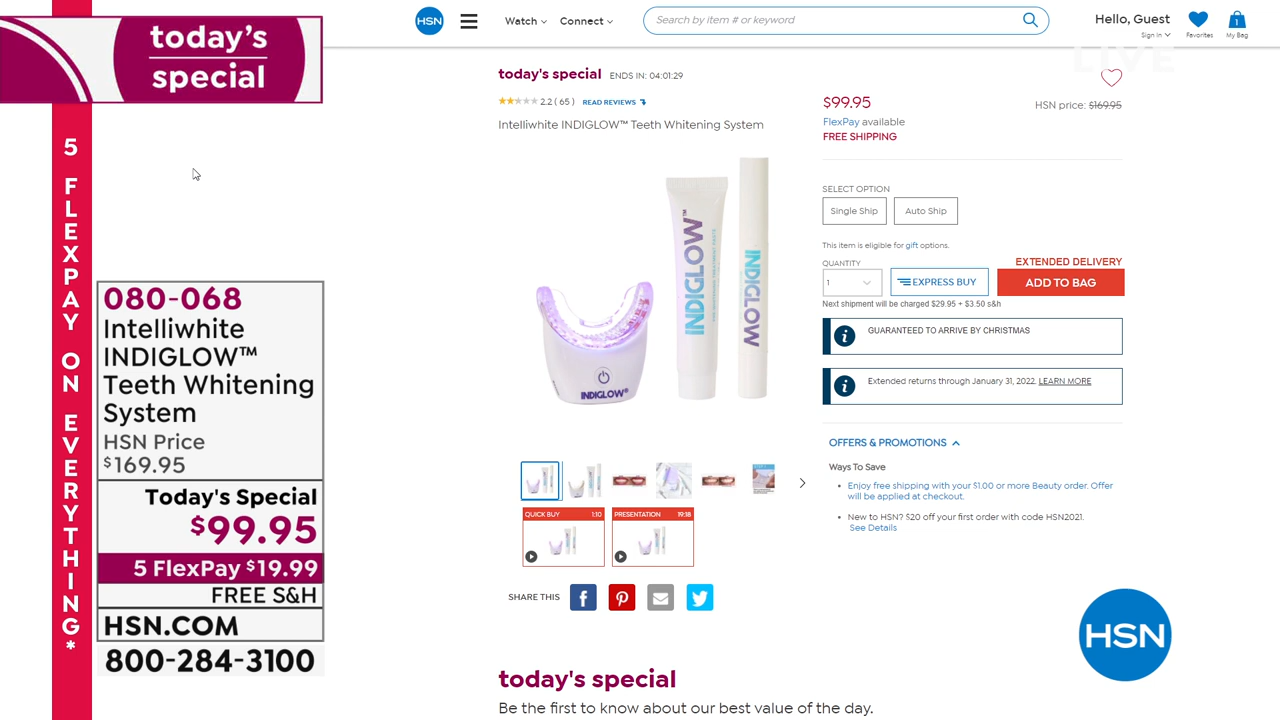 today's
special
5 FLEXPAY ON EVERYTHING*
080-068
Intelliwhite
INDIGLOW™
Teeth Whitening
System
HSN Price
$169.95
Today's Special
$99.95
5 FlexPay $19.99
FREE S&H
HSN.COM
800-284-3100
HSN
Watch
Connect
Search by item # or keyword
Hello, Guest
Sign in
Favorites
1
My Bag
LIVE
today's special ENDS IN: 04:01:29
2.2 ( 65 ) READ REVIEWS
Intelliwhite INDIGLOW™ Teeth Whitening System
INDIGLOW™
INDIGLOW
INDIGLOW®
QUICK BUY 1:10
PRESENTATION 19:18
SHARE THIS
$99.95
HSN price: $169.95
FlexPay available
FREE SHIPPING
SELECT OPTION
Single Ship
Auto Ship
This item is eligible for gift options.
QUANTITY
1
EXPRESS BUY
EXTENDED DELIVERY
ADD TO BAG
Next shipment will be charged $29.95 + $3.50 s&h
GUARANTEED TO ARRIVE BY CHRISTMAS
Extended returns through January 31, 2022. LEARN MORE
OFFERS & PROMOTIONS
Ways To Save
• Enjoy free shipping with your $1.00 or more Beauty order. Offer
will be applied at checkout.
• New to HSN? $20 off your first order with code HSN2021.
See Details
HSN
today's special
Be the first to know about our best value of the day.